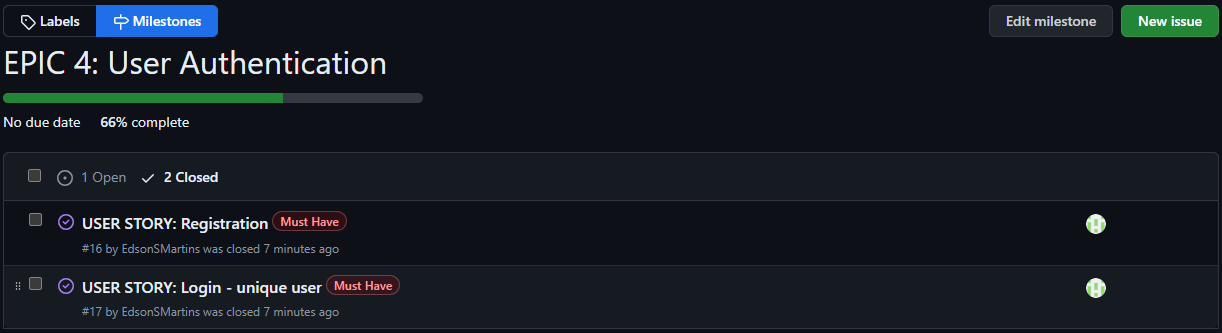 Labels Milestones Edit milestone New issue
EPIC 4: User Authentication
No due date 66% complete
1 Open 2 Closed
USER STORY: Registration Must Have
#16 by EdsonSMartins was closed 7 minutes ago
USER STORY: Login - unique user Must Have
#17 by EdsonSMartins was closed 7 minutes ago